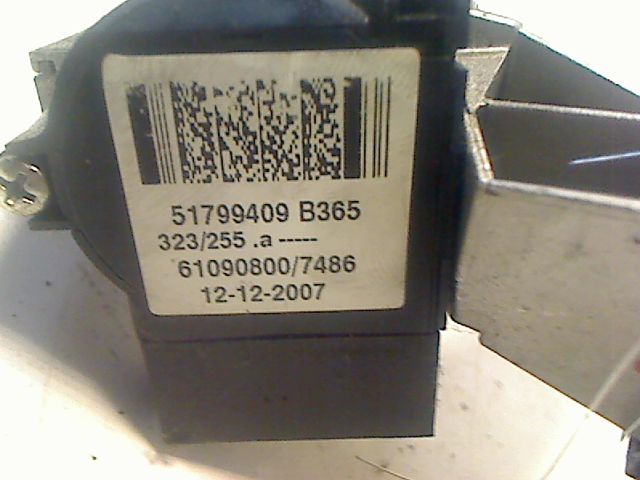 51799409 B365
323/255 .a -----
61090800/7486
12-12-2007